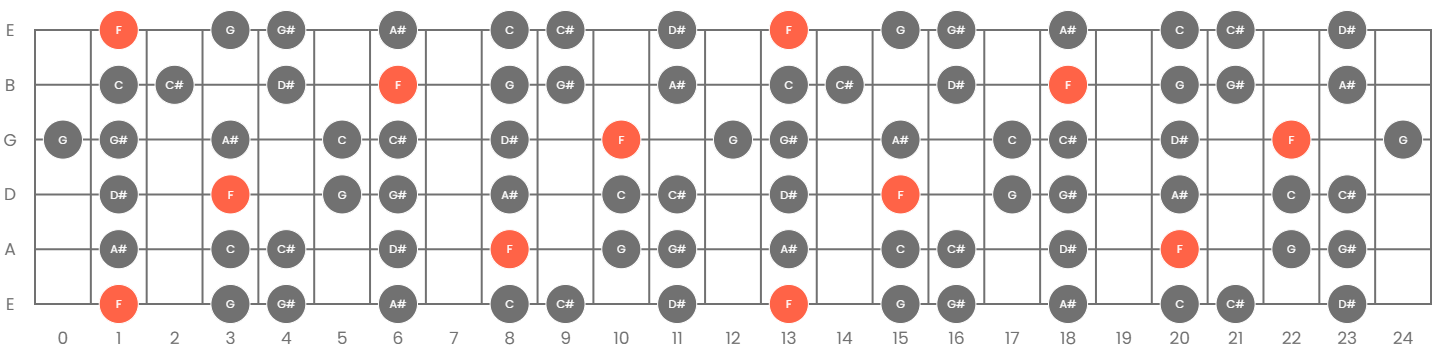 E F G G# A# C C# D# F G G# A# C C# D#
B C C# D# F G G# A# C C# D# F G G# A#
G G G# A# C C# D# F G G# A# C C# D# F G
D D# F G G# A# C C# D# F G G# A# C C#
A A# C C# D# F G G# A# C C# D# F G G#
E F G G# A# C C# D# F G G# A# C C# D#
0 1 2 3 4 5 6 7 8 9 10 11 12 13 14 15 16 17 18 19 20 21 22 23 24